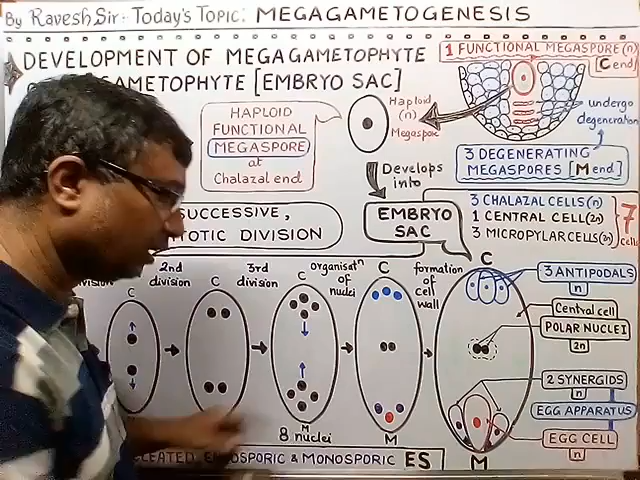 By Ravesh Sir :- Today's Topic: MEGAGAMETOGENESIS
DEVELOPMENT OF MEGAGAMETOPHYTE
GAMETOPHYTE [EMBRYO SAC]
1 FUNCTIONAL MEGASPORE (n)
[C end]
HAPLOID
FUNCTIONAL
MEGASPORE
at
Chalazal end
Haploid
(n)
Megaspore
undergo
degeneration
3 DEGENERATING
MEGASPORES [M end]
Develops
into
EMBRYO
SAC
3 CHALAZAL CELLS (n)
1 CENTRAL CELL (2n)
3 MICROPYLAR CELLS
7
cells
SUCCESSIVE,
DIVISION
2nd
division
3rd
division
organisatn
of
nuclei
formation
of
cell
wall
C
C
C
C
C
3 ANTIPODALS
n
Central cell
POLAR NUCLEI
2n
2 SYNERGIDS
n
EGG APPARATUS
EGG CELL
n
M
8 nuclei
M
M
& MONOSPORIC ES